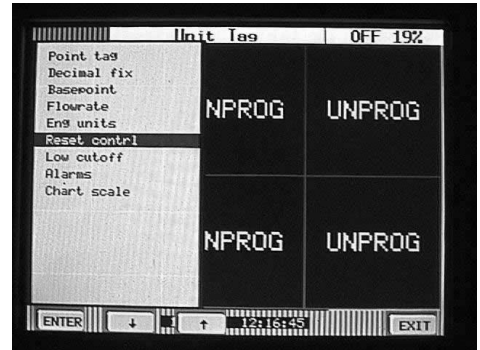 Unit Tag OFF 19%
Point tag
Decimal fix
Basepoint
Flowrate
Eng units
Reset contrl
Low cutoff
Alarms
Chart scale
NPROG UNPROG
NPROG UNPROG
ENTER ↓ ↑ 12:16:45 EXIT